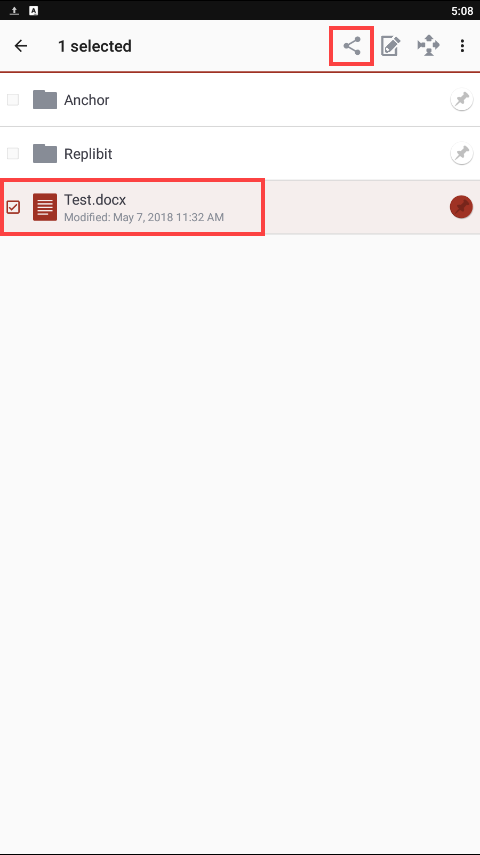 A
5:08
1 selected
Anchor
Replibit
Test.docx
Modified: May 7, 2018 11:32 AM